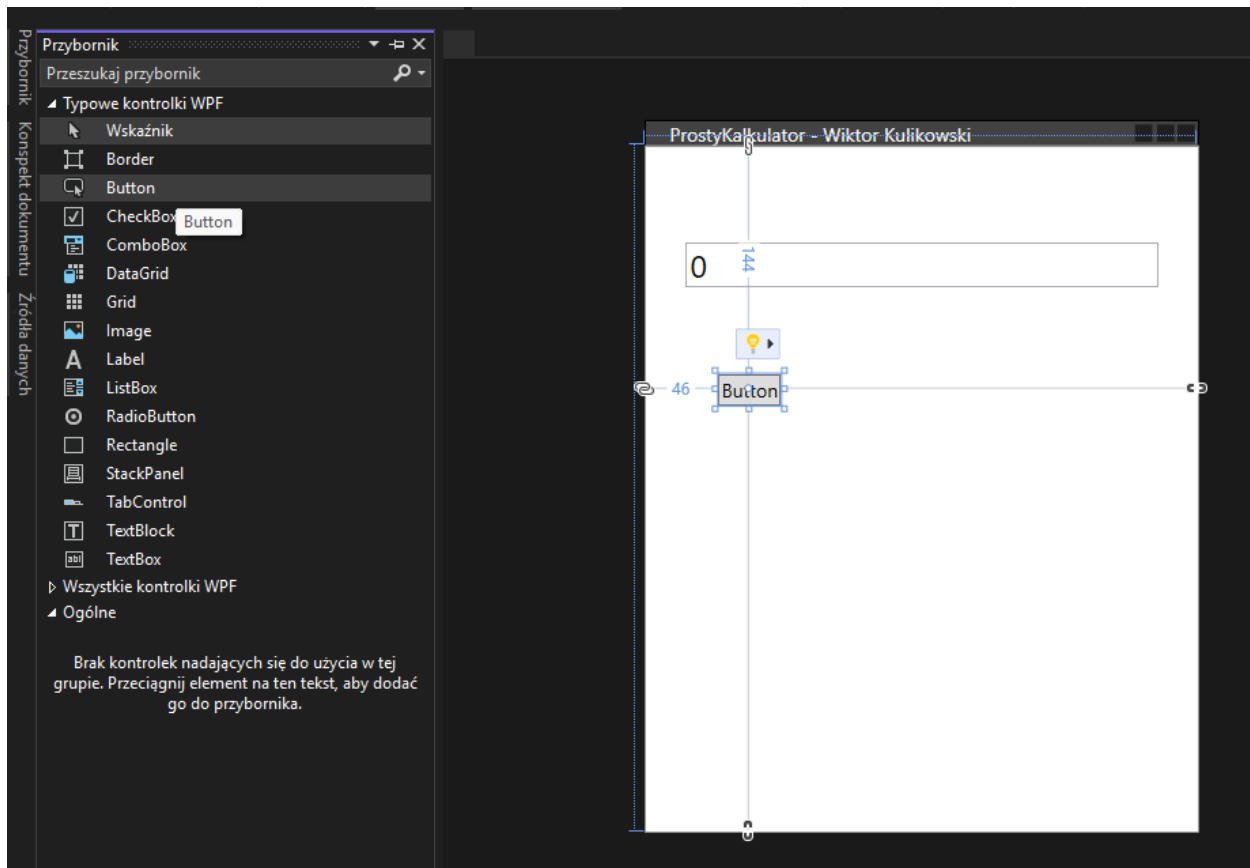 Przybornik
Konspekt dokumentu
Źródła danych
Przybornik
Przeszukaj przybornik
Typowe kontrolki WPF
Wskaźnik
Border
Button
CheckBox
Button
ComboBox
DataGrid
Grid
Image
Label
ListBox
RadioButton
Rectangle
StackPanel
TabControl
TextBlock
TextBox
Wszystkie kontrolki WPF
Ogólne
Brak kontrolek nadających się do użycia w tej
grupie. Przeciągnij element na ten tekst, aby dodać
go do przybornika.
ProstyKalkulator - Wiktor Kulikowski
0
144
46
Button